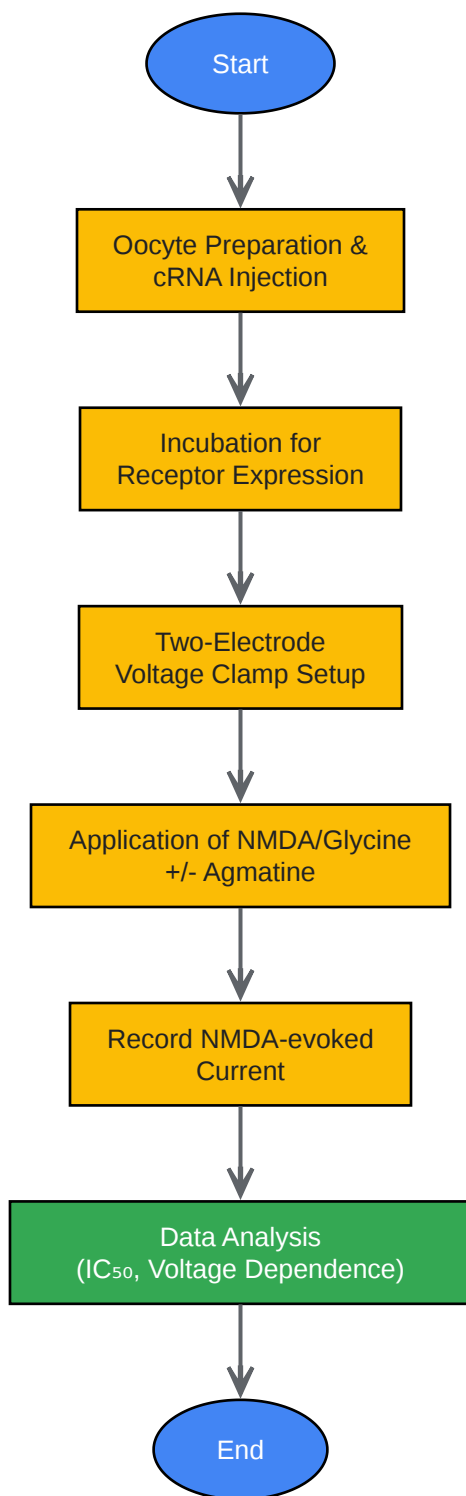 Start
Oocyte Preparation &
cRNA Injection
Incubation for
Receptor Expression
Two-Electrode
Voltage Clamp Setup
Application of NMDA/Glycine
+/- Agmatine
Record NMDA-evoked
Current
Data Analysis
(IC₅₀, Voltage Dependence)
End